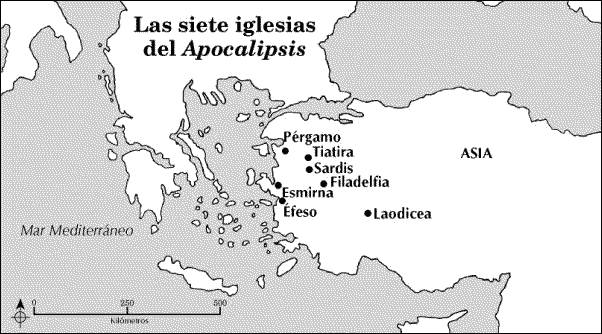 Las siete iglesias
del Apocalipsis
Pérgamo
Tiatira
ASIA
Sardis
Filadelfia
Esmirna
Éfeso
Laodicea
Mar Mediterráneo
0 250 500
Kilómetros